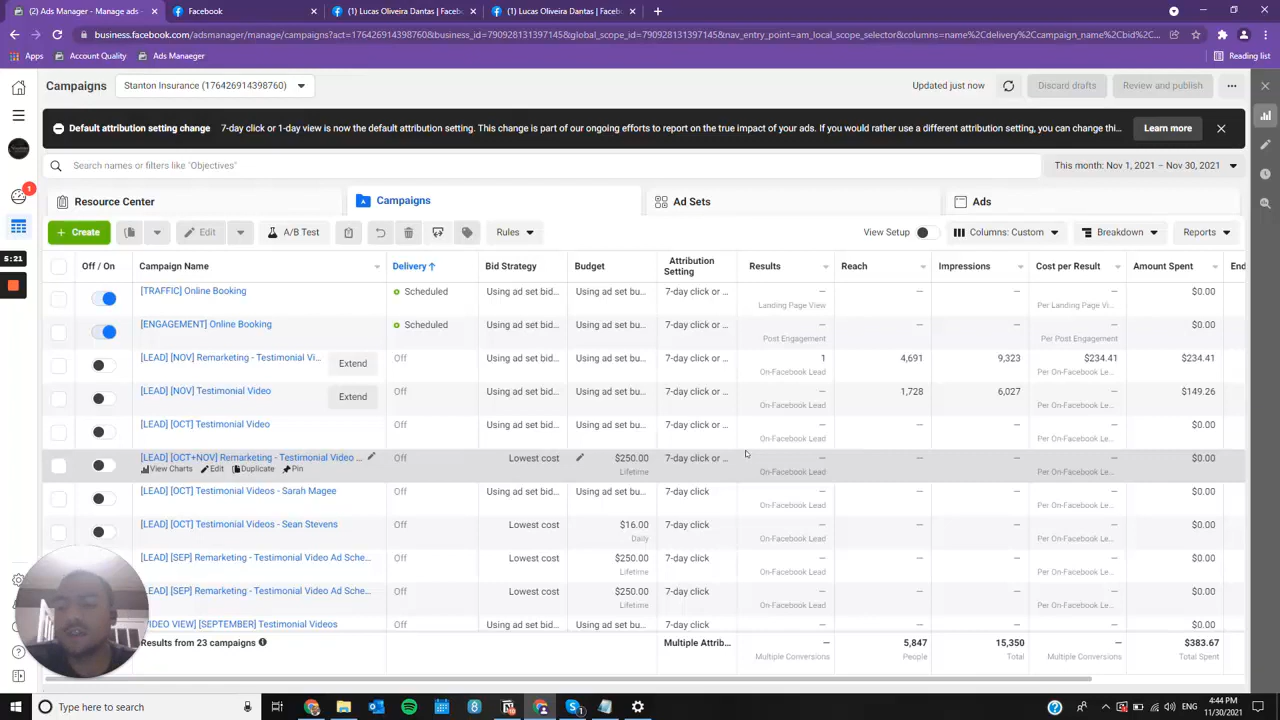 (2) Ads Manager - Manage ads -
Facebook
(1) Lucas Oliveira Dantas | Facebo
(1) Lucas Oliveira Dantas | Facebo
business.facebook.com/adsmanager/manage/campaigns?act=176426914398760&business_id=790928131397145&global_scope_id=790928131397145&nav_entry_point=am_local_scope_selector&columns=name%2Cdelivery%2Ccampaign_name%2Cbid%2C...
Apps
Account Quality
Ads Manaeger
Reading list
Campaigns
Stanton Insurance (176426914398760)
Updated just now
Discard drafts
Review and publish
Default attribution setting change 7-day click or 1-day view is now the default attribution setting. This change is part of our ongoing efforts to report on the true impact of your ads. If you would rather use a different attribution setting, you can change thi...
Learn more
Search names or filters like "Objectives"
This month: Nov 1, 2021 – Nov 30, 2021
1
Resource Center
Campaigns
Ad Sets
Ads
+ Create
Edit
A/B Test
Rules
View Setup
Columns: Custom
Breakdown
Reports
5:21
Off / On
Campaign Name
Delivery ↑
Bid Strategy
Budget
Attribution Setting
Results
Reach
Impressions
Cost per Result
Amount Spent
End
[TRAFFIC] Online Booking Scheduled Using ad set bid... Using ad set bu... 7-day click or ... — — — — $0.00
Landing Page View Per Landing Page Vi...
[ENGAGEMENT] Online Booking Scheduled Using ad set bid... Using ad set bu... 7-day click or ... — — — — $0.00
Post Engagement Per Post Engagement
[LEAD] [NOV] Remarketing - Testimonial Vi... Extend Off Using ad set bid... Using ad set bu... 7-day click or ... 1 4,691 9,323 $234.41 $234.41
On-Facebook Lead Per On-Facebook Le...
[LEAD] [NOV] Testimonial Video Extend Off Using ad set bid... Using ad set bu... 7-day click or ... — 1,728 6,027 — $149.26
On-Facebook Lead Per On-Facebook Le...
[LEAD] [OCT] Testimonial Video Off Using ad set bid... Using ad set bu... 7-day click or ... — — — — $0.00
On-Facebook Lead Per On-Facebook Le...
[LEAD] [OCT+NOV] Remarketing - Testimonial Video ... Off Lowest cost $250.00 7-day click or ... — — — — $0.00
View Charts Edit Duplicate Pin Lifetime On-Facebook Lead Per On-Facebook Le...
[LEAD] [OCT] Testimonial Videos - Sarah Magee Off Using ad set bid... Using ad set bu... 7-day click — — — — $0.00
On-Facebook Lead Per On-Facebook Le...
[LEAD] [OCT] Testimonial Videos - Sean Stevens Off Lowest cost $16.00 7-day click — — — — $0.00
Daily On-Facebook Lead Per On-Facebook Le...
[LEAD] [SEP] Remarketing - Testimonial Video Ad Sche... Off Lowest cost $250.00 7-day click — — — — $0.00
Lifetime On-Facebook Lead Per On-Facebook Le...
[LEAD] [SEP] Remarketing - Testimonial Video Ad Sche... Off Lowest cost $250.00 7-day click — — — — $0.00
Lifetime On-Facebook Lead Per On-Facebook Le...
VIDEO VIEW] [SEPTEMBER] Testimonial Videos Off Using ad set bid... Using ad set bu... 7-day click or ... — — — — $0.00
Results from 23 campaigns Multiple Attrib... — 5,847 15,350 — $383.67
Multiple Conversions People Total Multiple Conversions Total Spent
Type here to search
ENG
4:44 PM
11/30/2021